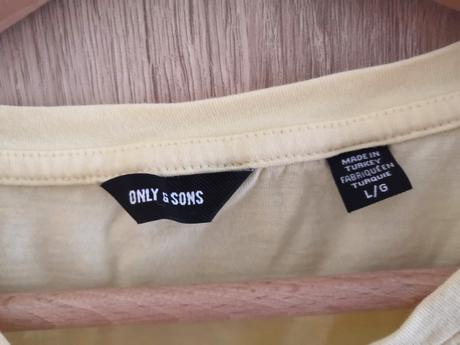 ONLY & SONS
MADE IN
TURKEY
FABRIQUÉ EN
TURQUIE
L/G